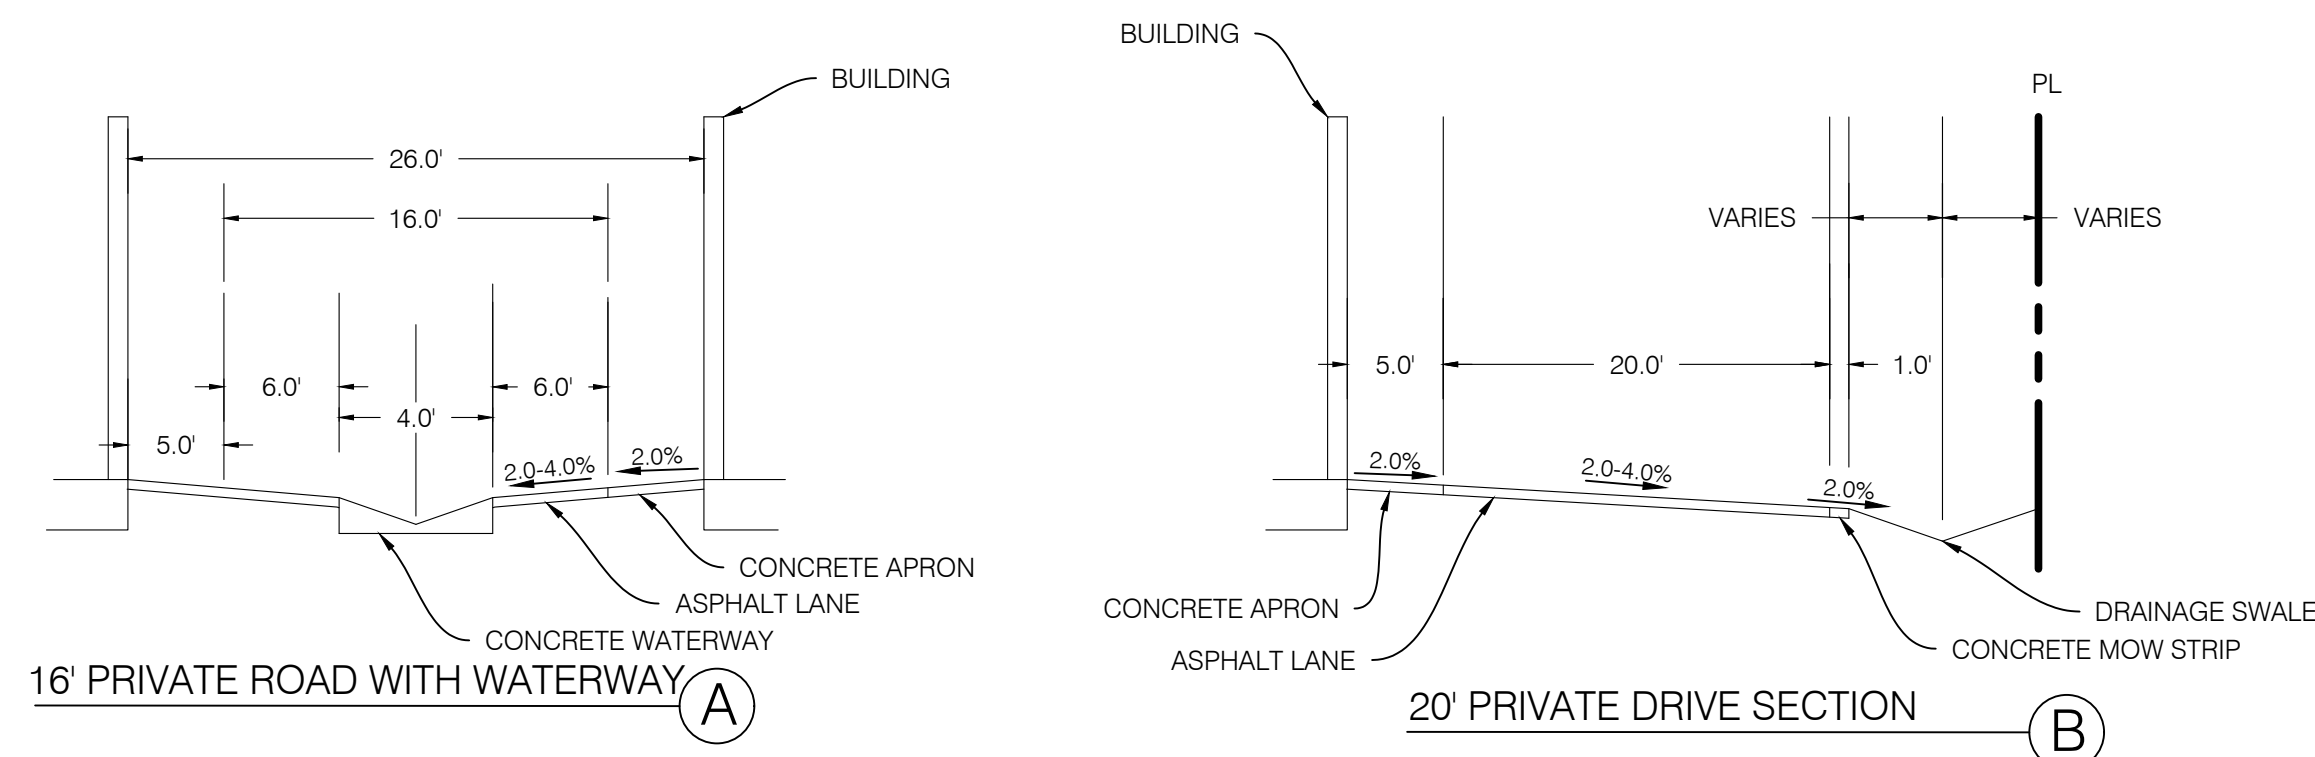 BUILDING
26.0'
16.0'
6.0'
6.0'
4.0'
5.0'
2.0-4.0%
2.0%
CONCRETE APRON
ASPHALT LANE
CONCRETE WATERWAY
16' PRIVATE ROAD WITH WATERWAY
A
BUILDING
PL
VARIES
VARIES
5.0'
20.0'
1.0'
2.0%
2.0-4.0%
2.0%
CONCRETE APRON
DRAINAGE SWALE
CONCRETE MOW STRIP
ASPHALT LANE
20' PRIVATE DRIVE SECTION
B